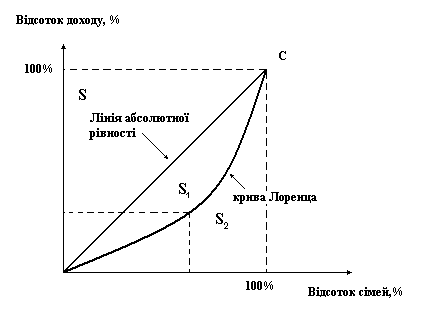 Відсоток доходу, %
C
100%
S
Лінія абсолютної
рівності
S1
крива Лоренца
S2
100%
Відсоток сімей,%